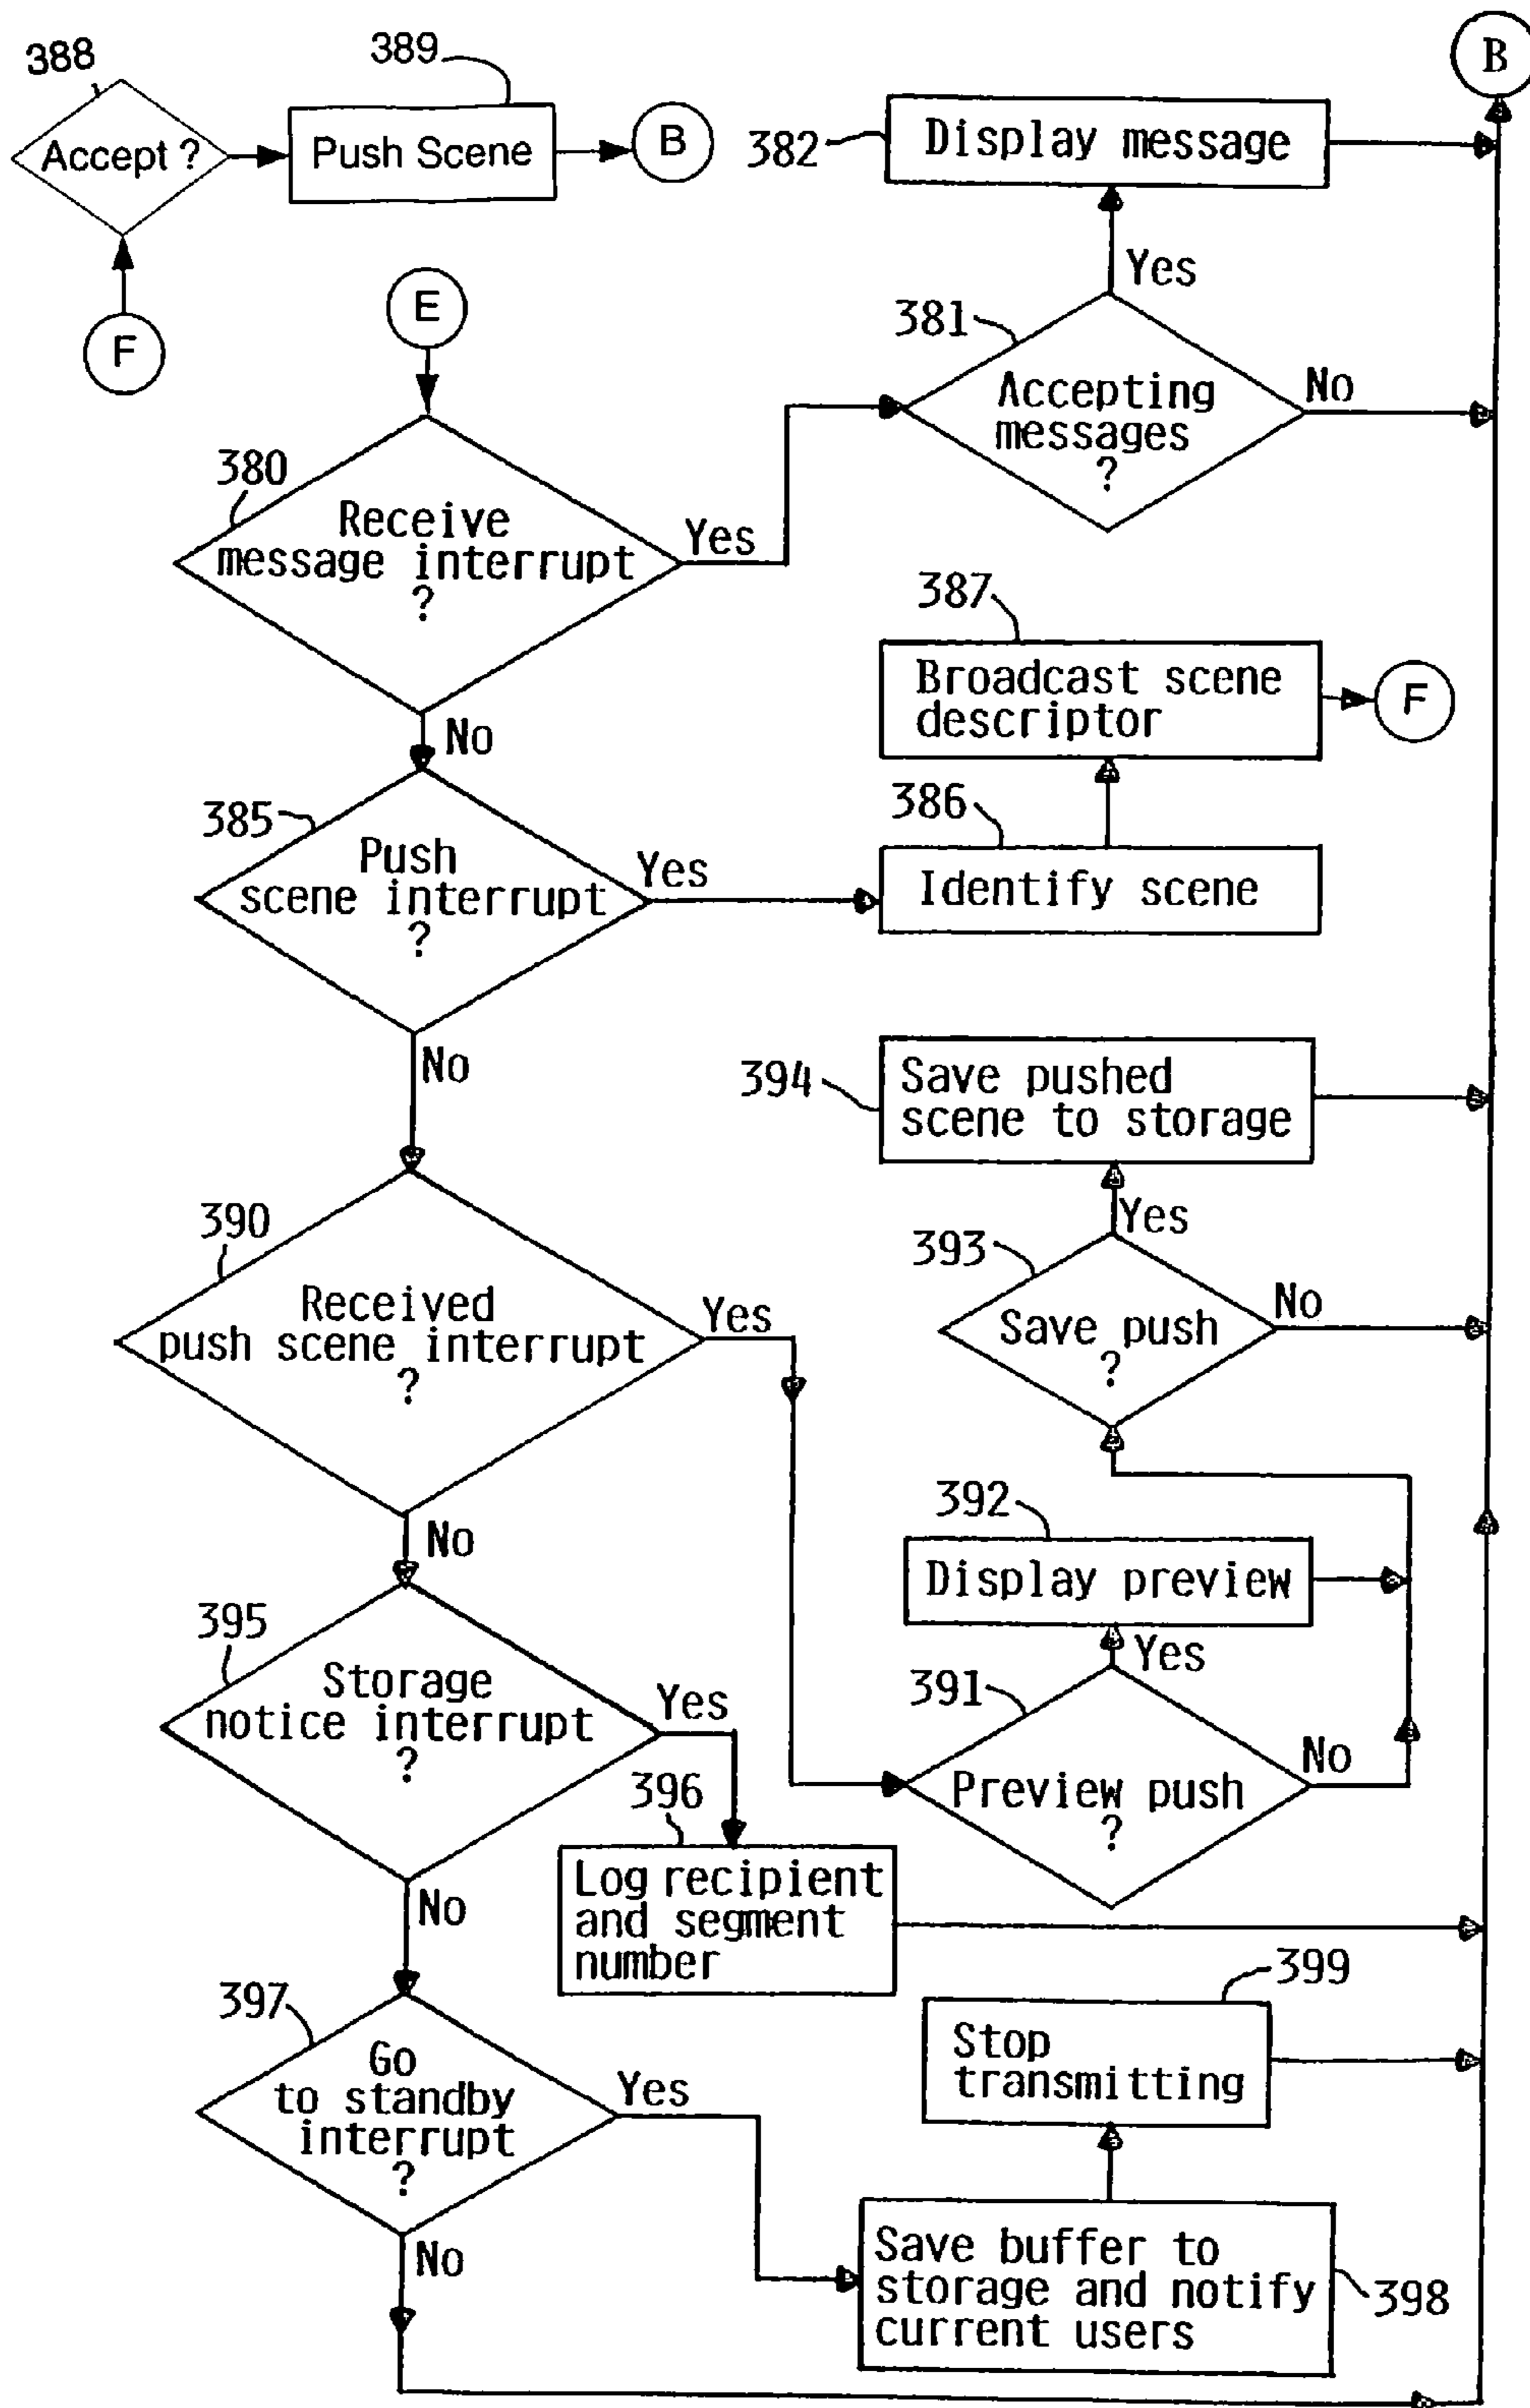 388
389
Accept ?
Push Scene
B
F
E
B
382
Display message
Yes
381
Accepting
messages
?
No
380
Receive
message interrupt
?
Yes
No
387
Broadcast scene
descriptor
F
385
Push
scene interrupt
?
Yes
386
Identify scene
No
394
Save pushed
scene to storage
Yes
390
Received
push scene interrupt
?
Yes
393
Save push
?
No
No
392
Display preview
Yes
395
Storage
notice interrupt
?
Yes
391
Preview push
?
No
396
Log recipient
and segment
number
No
397
Go
to standby
interrupt
?
Yes
399
Stop
transmitting
No
Save buffer to
storage and notify
current users
398